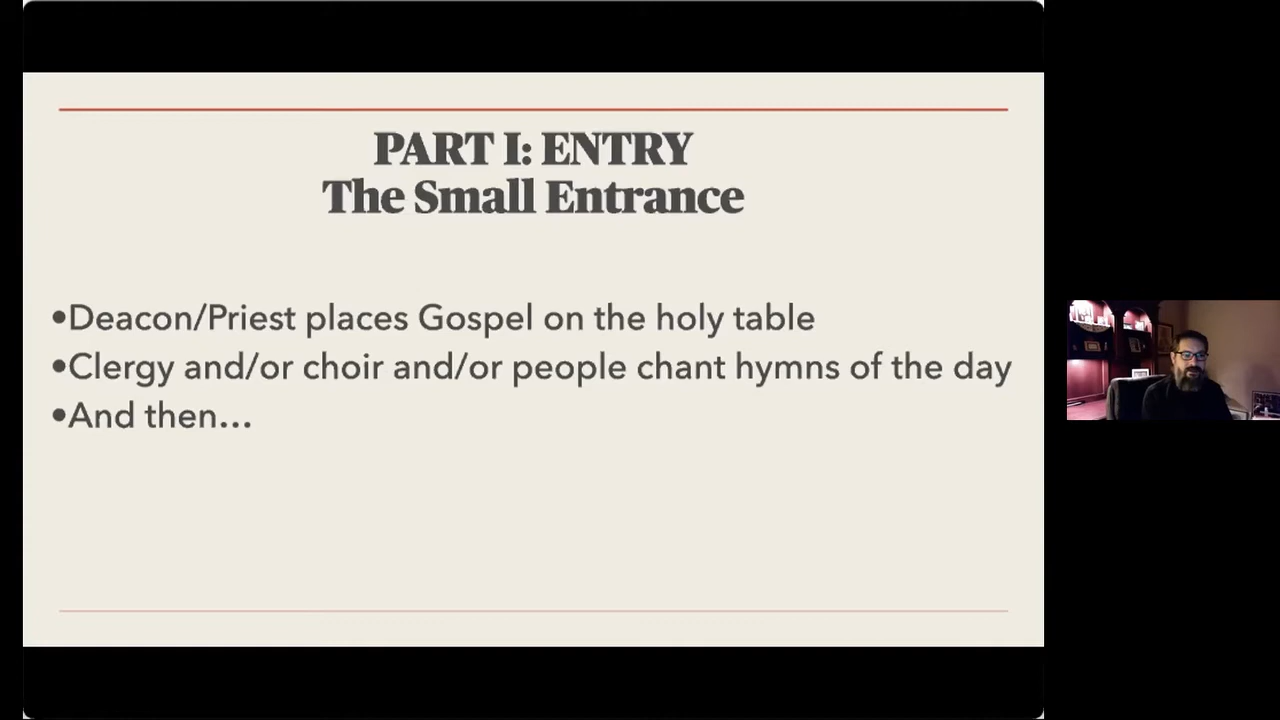 PART I: ENTRY
The Small Entrance
•Deacon/Priest places Gospel on the holy table
•Clergy and/or choir and/or people chant hymns of the day
•And then…